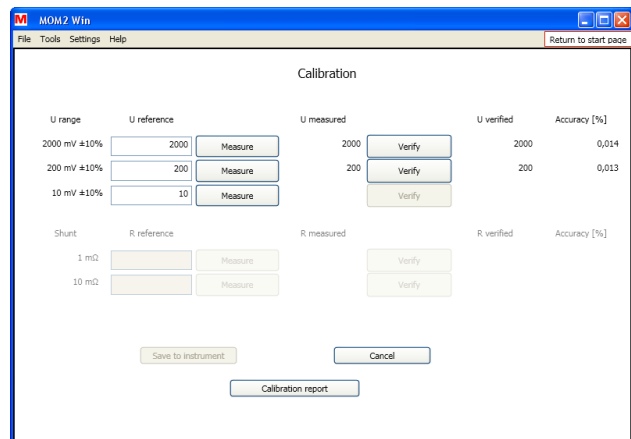 M MOM2 Win
File Tools Settings Help Return to start page
Calibration
U range U reference U measured U verified Accuracy [%]
2000 mV ±10% 2000 Measure 2000 Verify 2000 0,014
200 mV ±10% 200 Measure 200 Verify 200 0,013
10 mV ±10% 10 Measure Verify
Shunt R reference R measured R verified Accuracy [%]
1 mΩ Measure Verify
10 mΩ Measure Verify
Save to instrument Cancel
Calibration report